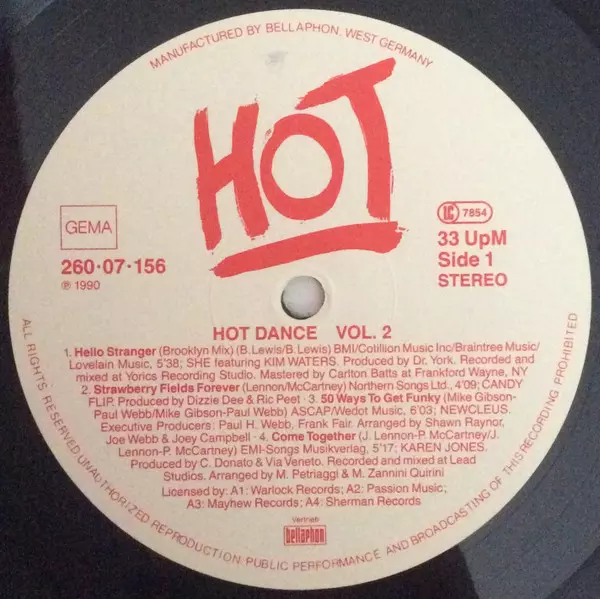 MANUFACTURED BY BELLAPHON, WEST GERMANY
HOT
GEMA
LC 7854
260·07·156
℗ 1990
33 UpM
Side 1
STEREO
HOT DANCE VOL. 2
1. Hello Stranger (Brooklyn Mix) (B. Lewis/B. Lewis) BMI/Cotillion Music Inc/Braintree Music/
Lovelain Music, 5'38; SHE featuring KIM WATERS. Produced by Dr. York. Recorded and
mixed at Yorics Recording Studio. Mastered by Carlton Batts at Frankford Wayne, NY
2. Strawberry Fields Forever (Lennon/McCartney) Northern Songs Ltd., 4'09; CANDY
FLIP. Produced by Dizzie Dee & Ric Peet · 3. 50 Ways To Get Funky (Mike Gibson-
Paul Webb/Mike Gibson-Paul Webb) ASCAP/Wedot Music, 6'03; NEWCLEUS.
Executive Producers: Paul H. Webb, Frank Fair. Arranged by Shawn Raynor,
Joe Webb & Joey Campbell · 4. Come Together (J. Lennon-P. McCartney/J.
Lennon-P. McCartney) EMI-Songs Musikverlag, 5'17; KAREN JONES.
Produced by C. Donato & Via Veneto. Recorded and mixed at Lead
Studios. Arranged by M. Petriaggi & M. Zannini Quirini
Licensed by: A1: Warlock Records; A2: Passion Music;
A3: Mayhew Records; A4: Sherman Records
Vertrieb
bellaphon
ALL RIGHTS RESERVED UNAUTHORIZED REPRODUCTION, PUBLIC PERFORMANCE AND BROADCASTING OF THIS RECORDING PROHIBITED